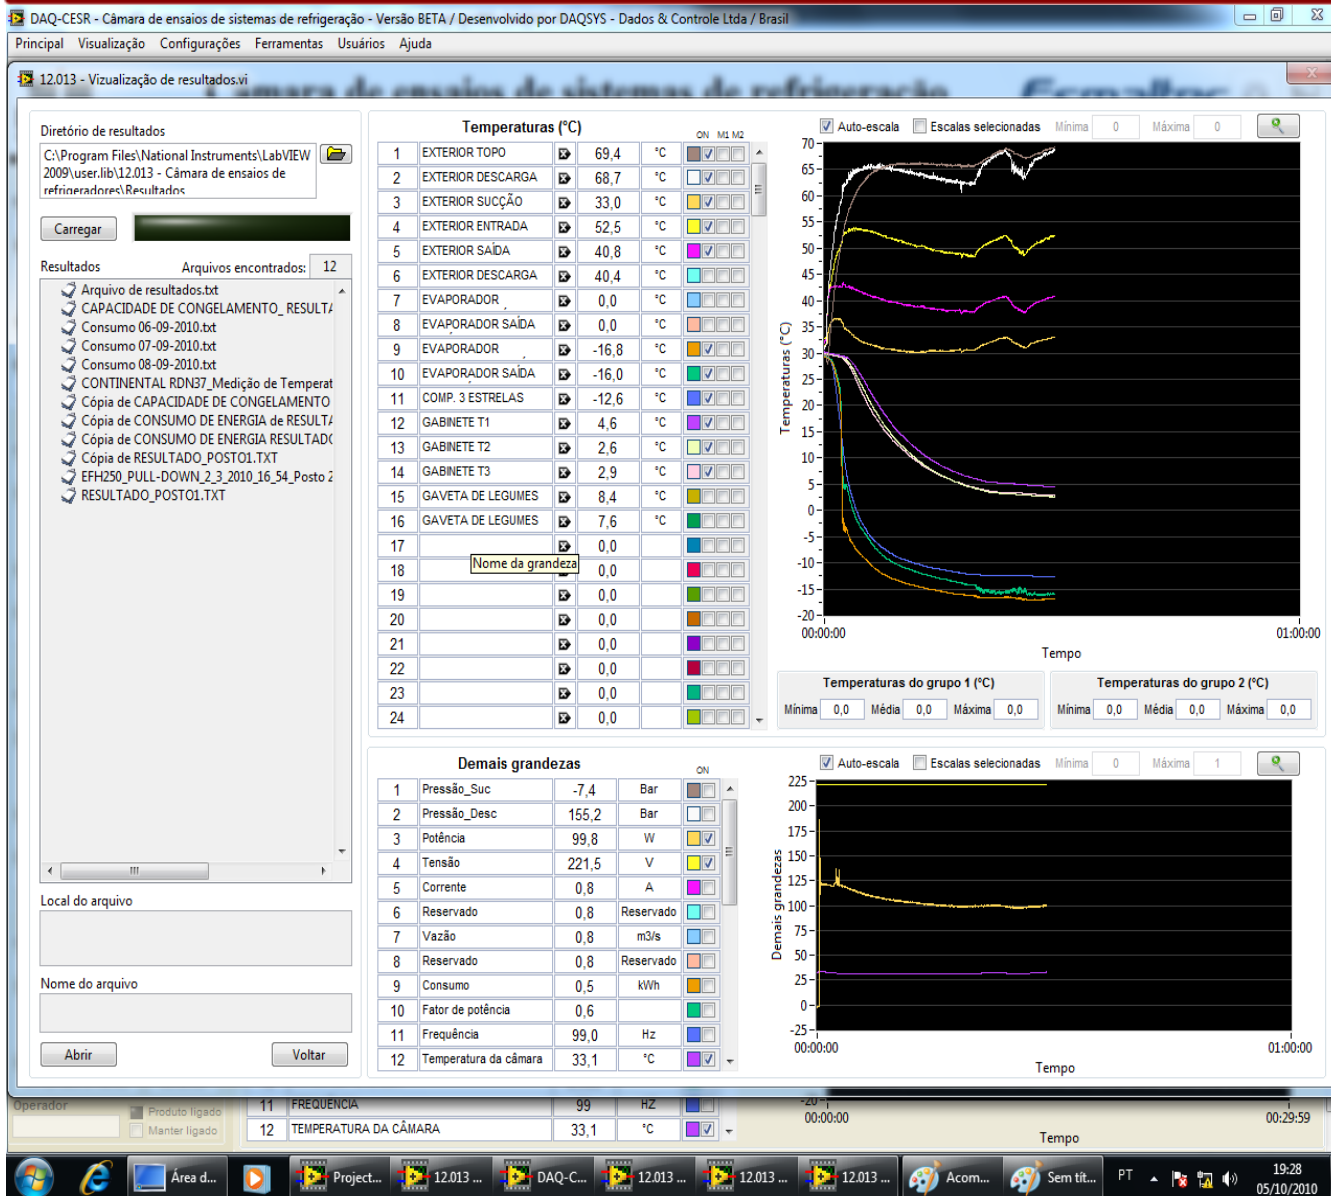 DAQ-CESR - Câmara de ensaios de sistemas de refrigeração - Versão BETA / Desenvolvido por DAQSYS - Dados & Controle Ltda / Brasil
Principal Visualização Configurações Ferramentas Usuários Ajuda
12.013 - Vizualização de resultados.vi
Câmara de ensaios de sistemas de refrigeração
Diretório de resultados
C:\Program Files\National Instruments\LabVIEW
2009\user.lib\12.013 - Câmara de ensaios de
refrigeradores\Resultados
Carregar
Resultados Arquivos encontrados: 12
Arquivo de resultados.txt
CAPACIDADE DE CONGELAMENTO_ RESULTA
Consumo 06-09-2010.txt
Consumo 07-09-2010.txt
Consumo 08-09-2010.txt
CONTINENTAL RDN37_Medição de Temperat
Cópia de CAPACIDADE DE CONGELAMENTO
Cópia de CONSUMO DE ENERGIA de RESULTA
Cópia de CONSUMO DE ENERGIA RESULTADO
Cópia de RESULTADO_POSTO1.TXT
EFH250_PULL-DOWN_2_3_2010_16_54_Posto 2
RESULTADO_POSTO1.TXT
Local do arquivo
Nome do arquivo
Abrir Voltar
Temperaturas (°C) ON M1 M2
1 EXTERIOR TOPO 69,4 °C
2 EXTERIOR DESCARGA 68,7 °C
3 EXTERIOR SUCÇÃO 33,0 °C
4 EXTERIOR ENTRADA 52,5 °C
5 EXTERIOR SAÍDA 40,8 °C
6 EXTERIOR DESCARGA 40,4 °C
7 EVAPORADOR 0,0 °C
8 EVAPORADOR SAÍDA 0,0 °C
9 EVAPORADOR -16,8 °C
10 EVAPORADOR SAÍDA -16,0 °C
11 COMP. 3 ESTRELAS -12,6 °C
12 GABINETE T1 4,6 °C
13 GABINETE T2 2,6 °C
14 GABINETE T3 2,9 °C
15 GAVETA DE LEGUMES 8,4 °C
16 GAVETA DE LEGUMES 7,6 °C
17 0,0
Nome da grandeza
18 0,0
19 0,0
20 0,0
21 0,0
22 0,0
23 0,0
24 0,0
Auto-escala Escalas selecionadas Mínima 0 Máxima 0
Temperaturas (°C)
70
65
60
55
50
45
40
35
30
25
20
15
10
5
0
-5
-10
-15
-20
00:00:00 01:00:00
Tempo
Temperaturas do grupo 1 (°C)
Mínima 0,0 Média 0,0 Máxima 0,0
Temperaturas do grupo 2 (°C)
Mínima 0,0 Média 0,0 Máxima 0,0
Demais grandezas ON
1 Pressão_Suc -7,4 Bar
2 Pressão_Desc 155,2 Bar
3 Potência 99,8 W
4 Tensão 221,5 V
5 Corrente 0,8 A
6 Reservado 0,8 Reservado
7 Vazão 0,8 m3/s
8 Reservado 0,8 Reservado
9 Consumo 0,5 kWh
10 Fator de potência 0,6
11 Frequência 99,0 Hz
12 Temperatura da câmara 33,1 °C
Auto-escala Escalas selecionadas Mínima 0 Máxima 1
Demais grandezas
225
200
175
150
125
100
75
50
25
0
-25
00:00:00 01:00:00
Tempo
Operador
Produto ligado
Manter ligado
11 FREQUENCIA 99 HZ
12 TEMPERATURA DA CÂMARA 33,1 °C
-20
00:00:00 00:29:59
Tempo
Área d... Project... 12.013 ... DAQ-C... 12.013 ... 12.013 ... 12.013 ... Acom... Sem tít... PT 19:28
05/10/2010